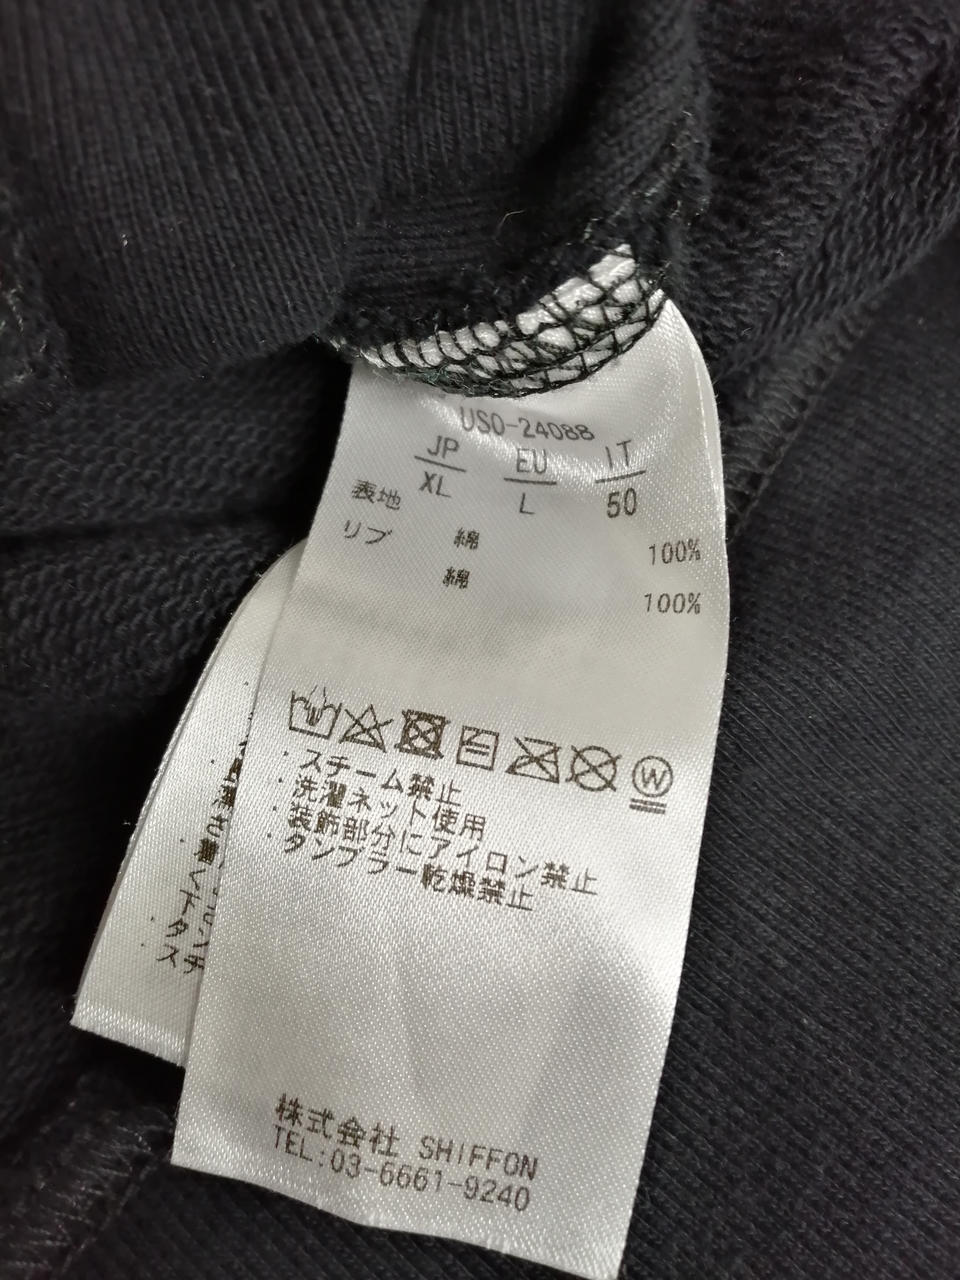 USO-24088
JP EU IT
XL L 50
表地
綿 100%
リブ
綿 100%
W
・スチーム禁止
・洗濯ネット使用
・装飾部分にアイロン禁止
・タンブラー乾燥禁止
株式会社 SHIFFON
TEL:03-6661-9240